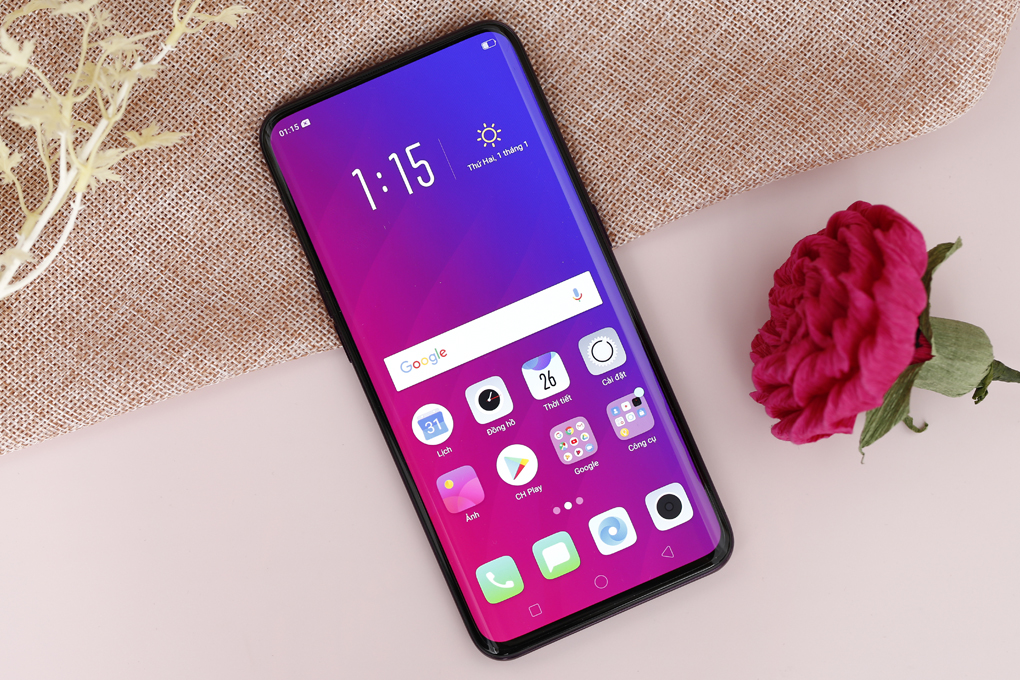 01:15
1:15
Thứ Hai, 1 tháng 1
Google
31
26
Lịch
Đồng hồ
Thời tiết
Cài đặt
Ảnh
CH Play
Google
Công cụ